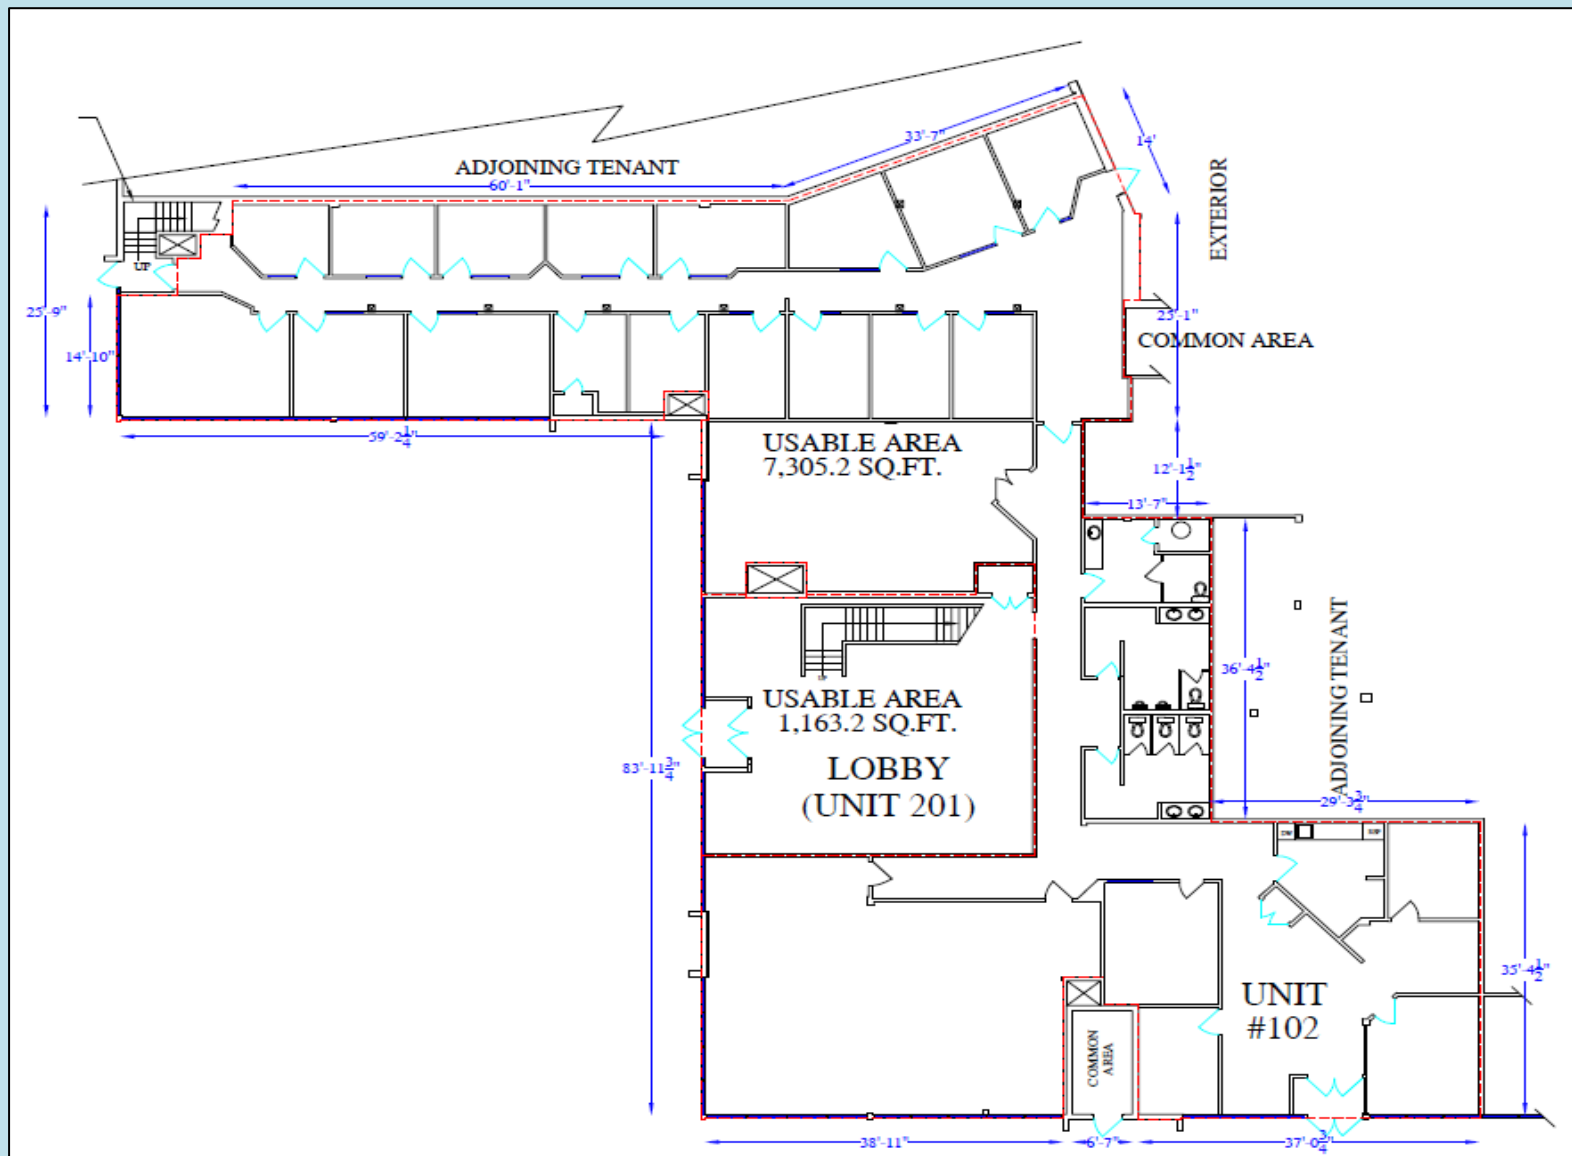 33'-7"
14'
ADJOINING TENANT
60'-1"
EXTERIOR
UP
25'-9"
14'-10"
25'-1"
COMMON AREA
59'-2 1/4"
USABLE AREA
7,305.2 SQ.FT.
12'-1 1/2"
13'-7"
ADJOINING TENANT
36'-4 1/2"
UP
USABLE AREA
1,163.2 SQ.FT.
LOBBY
(UNIT 201)
83'-11 3/4"
29'-3 3/4"
35'-4 1/2"
UNIT
#102
COMMON
AREA
38'-11"
6'-7"
37'-0 3/4"